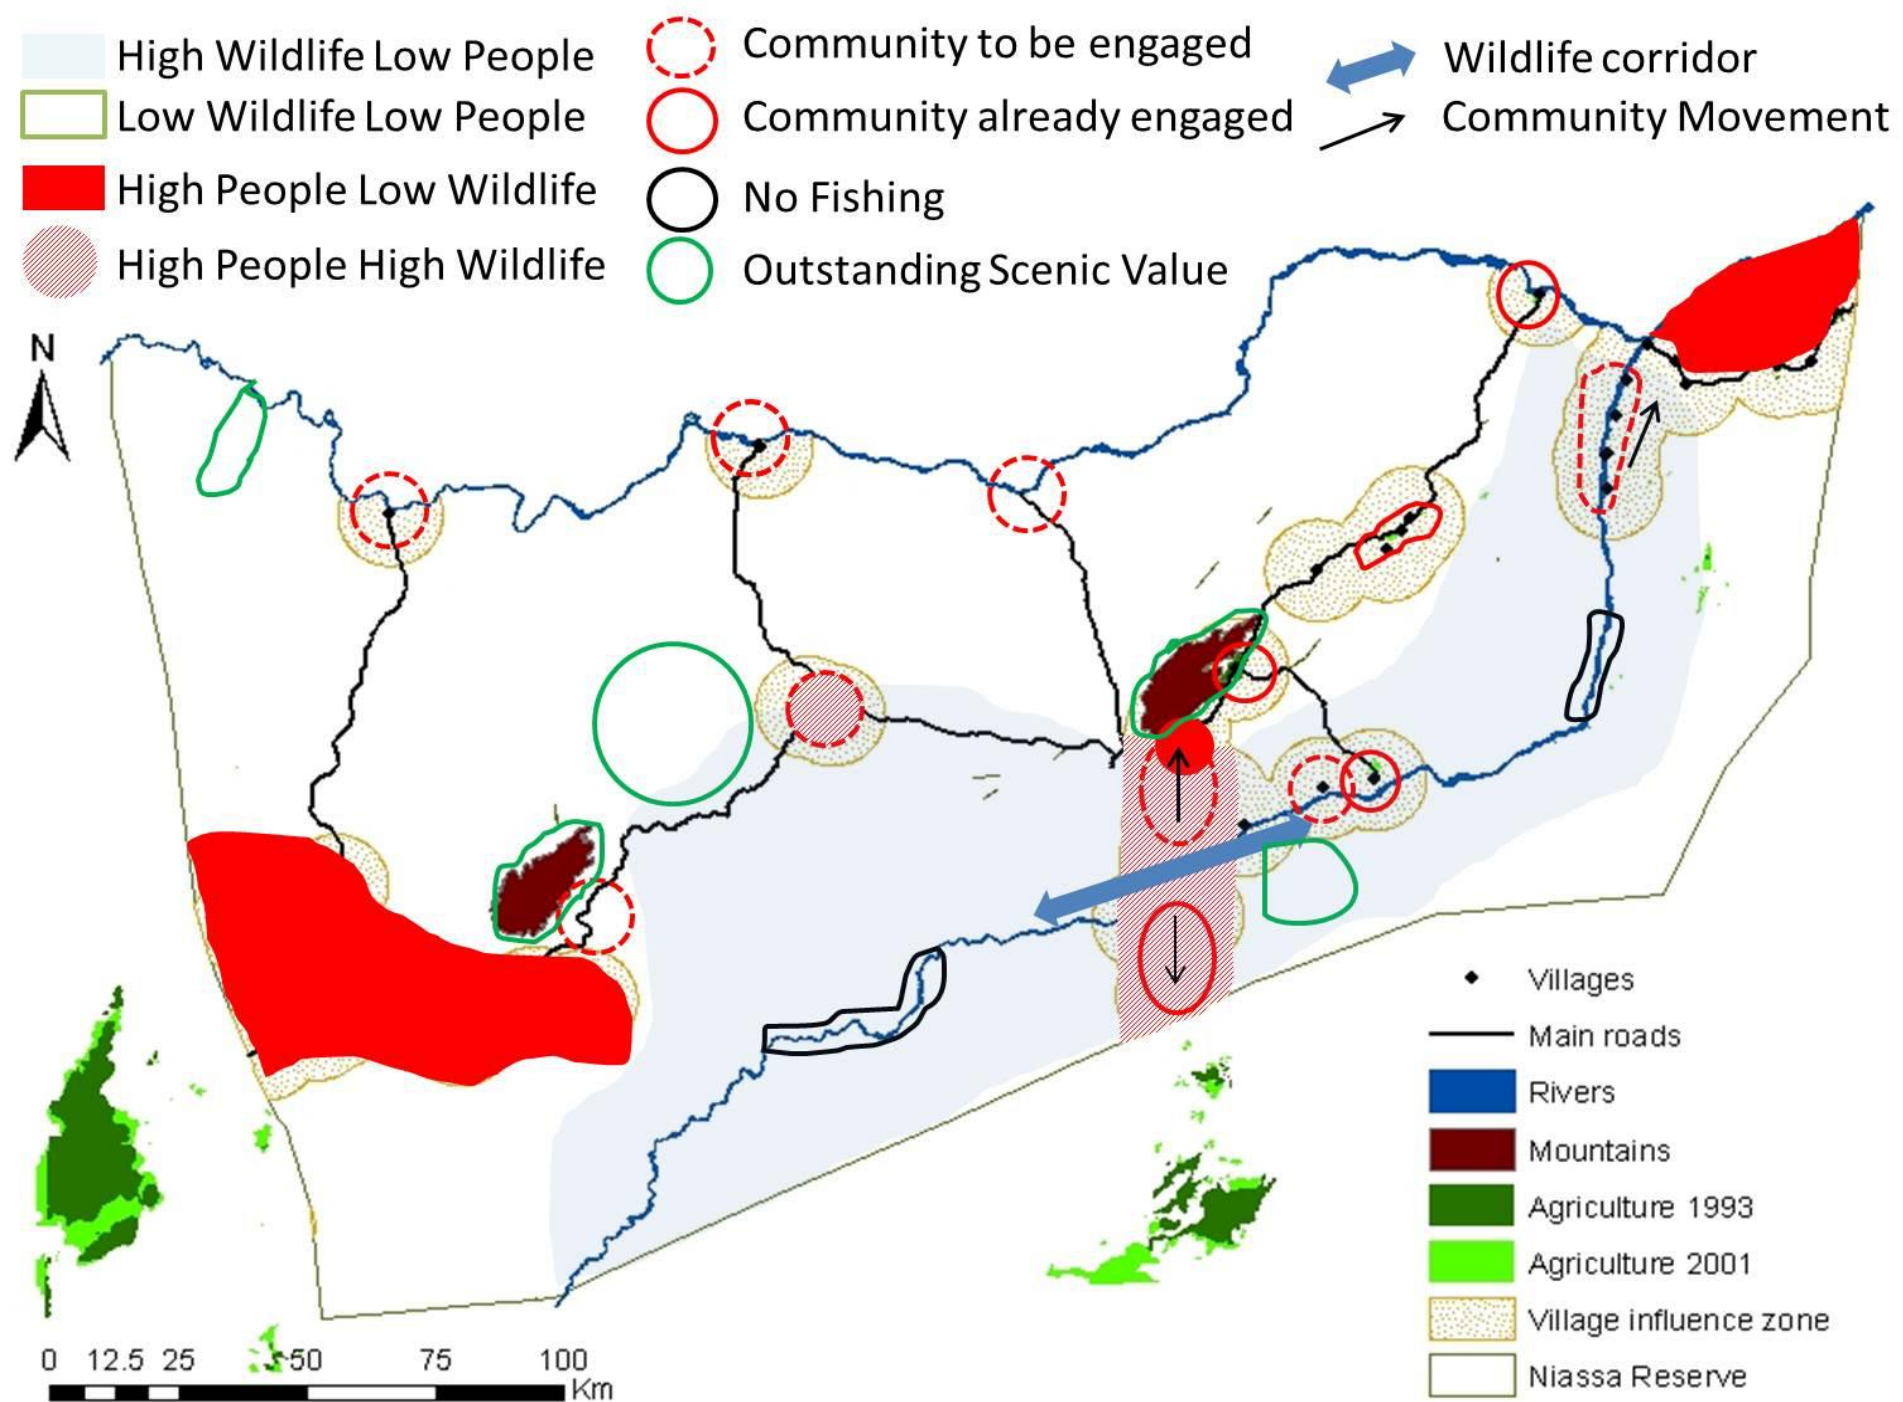 High Wildlife Low People
Low Wildlife Low People
High People Low Wildlife
High People High Wildlife
Community to be engaged
Community already engaged
No Fishing
Outstanding Scenic Value
Wildlife corridor
Community Movement
N
Villages
Main roads
Rivers
Mountains
Agriculture 1993
Agriculture 2001
Village influence zone
Niassa Reserve
0 12.5 25 50 75 100
Km